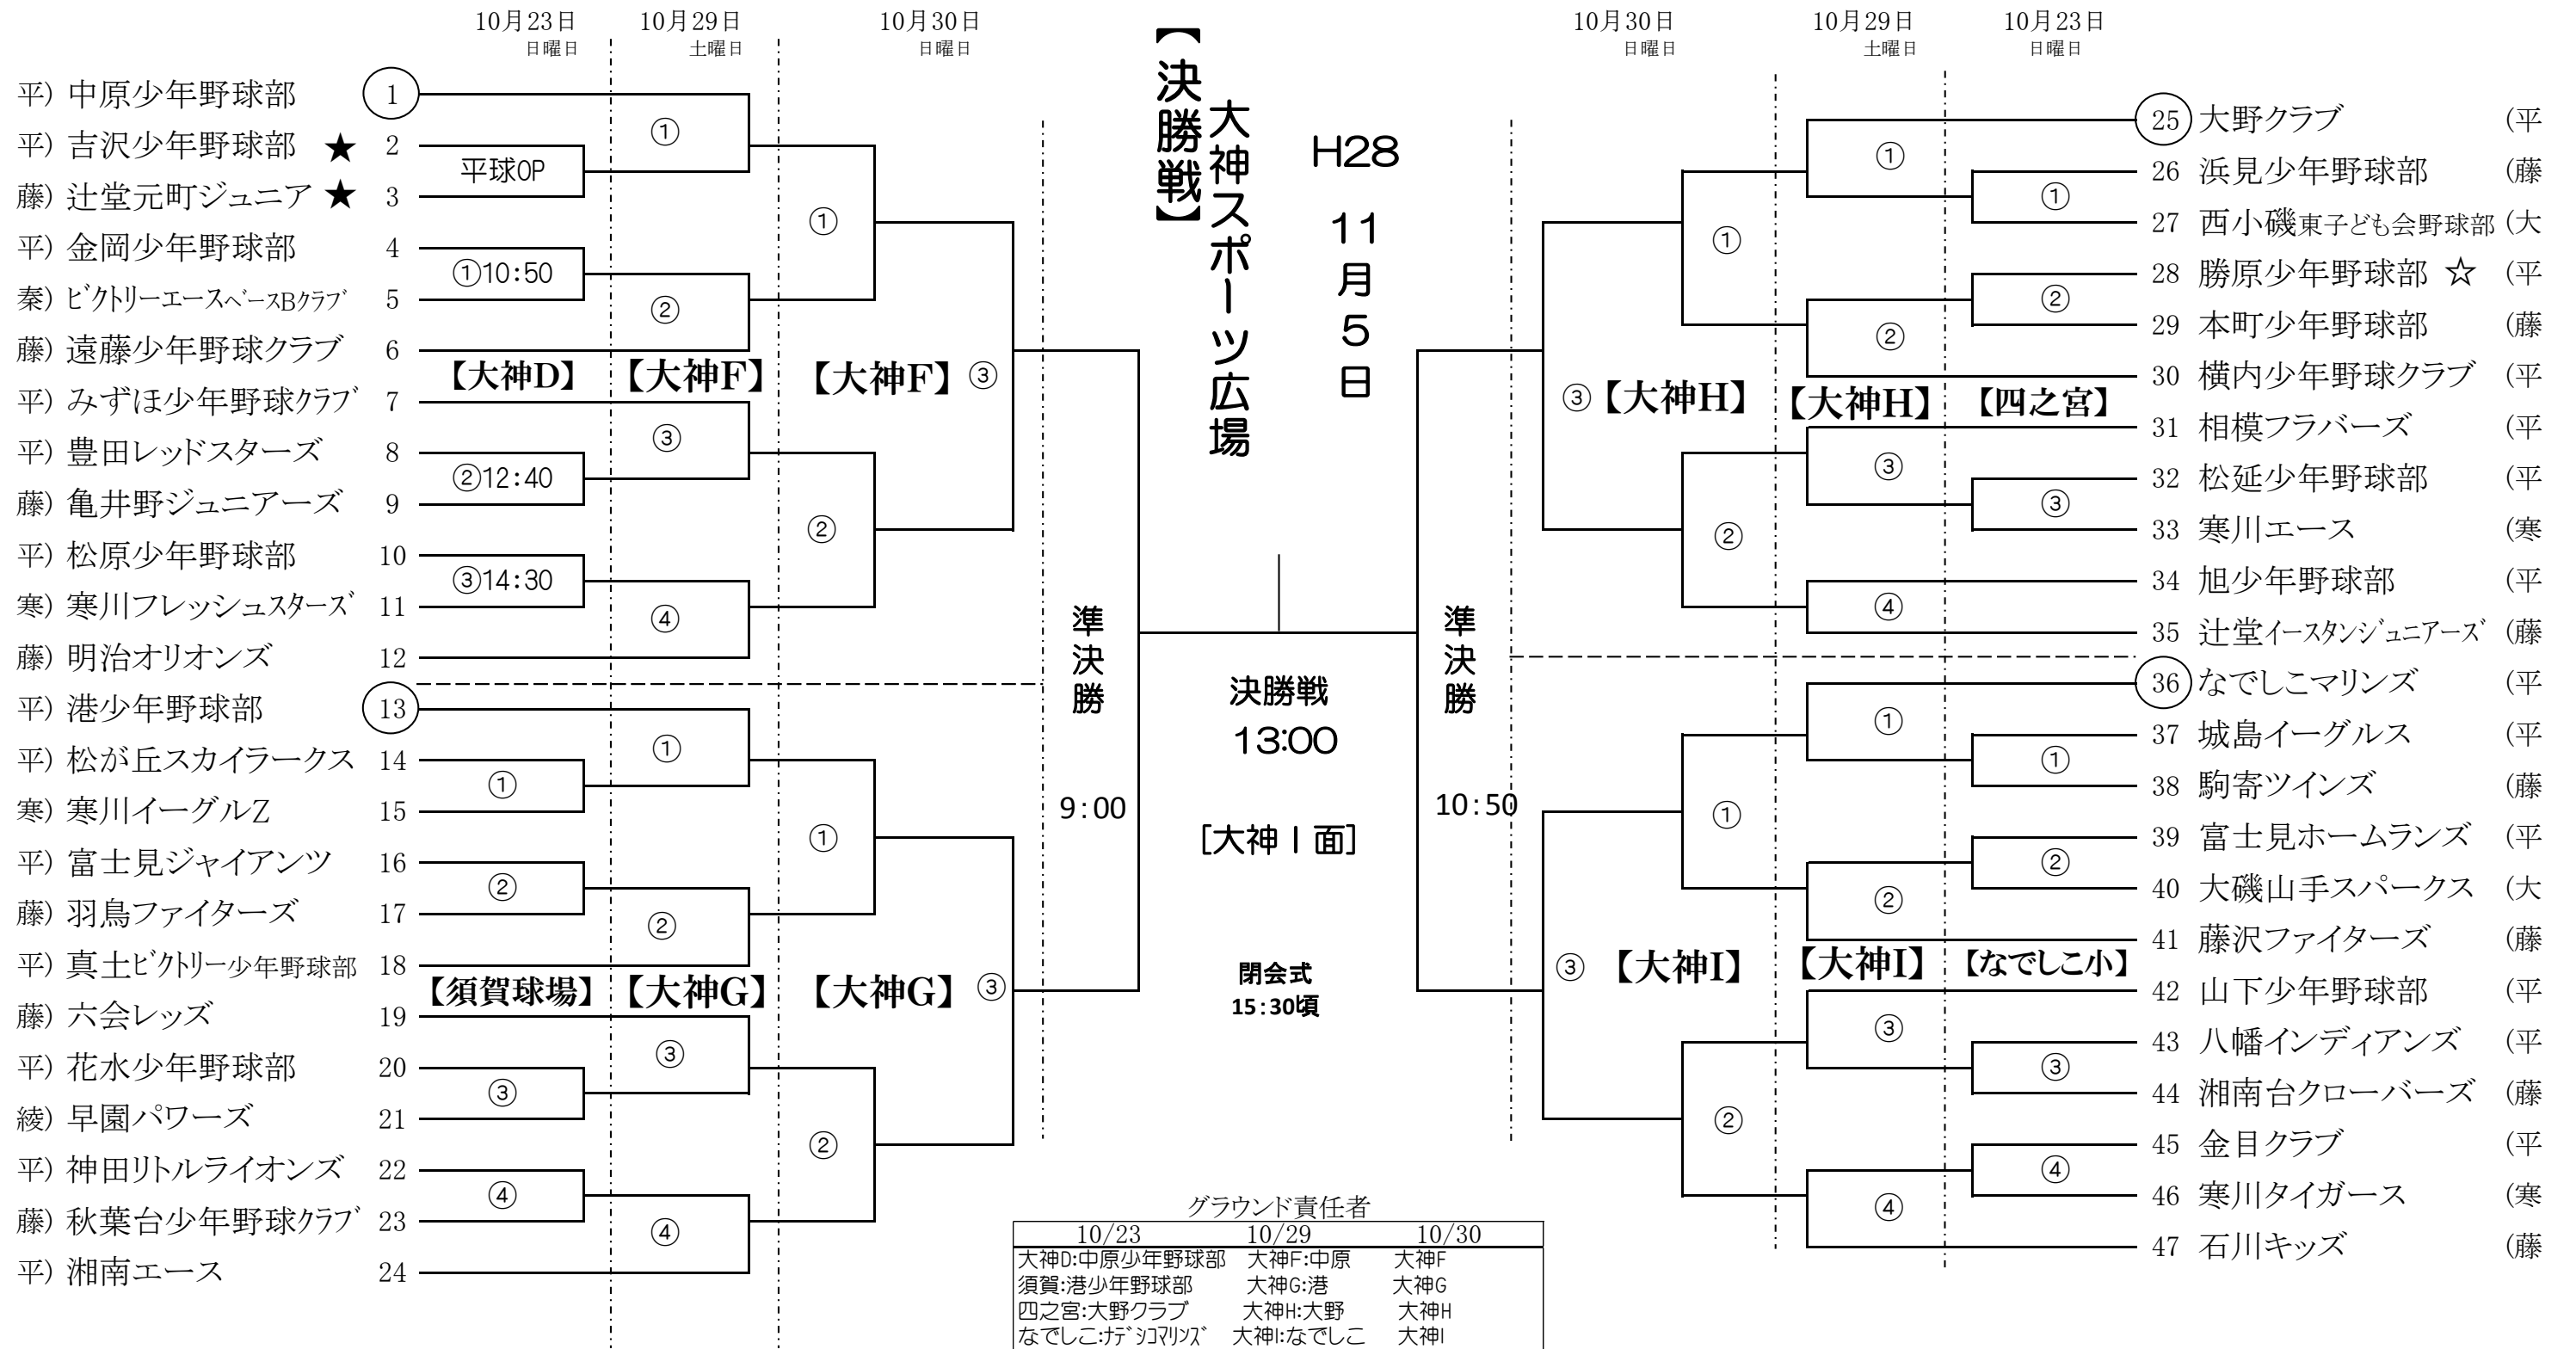 10月23日 10月29日 10月30日
日曜日 土曜日 日曜日
平) 中原少年野球部 1
平) 吉沢少年野球部 ★ 2
藤) 辻堂元町ジュニア ★ 3
平) 金岡少年野球部 4
秦) ビクトリーエースベースBクラブ 5
藤) 遠藤少年野球クラブ 6
平) みずほ少年野球クラブ 7
平) 豊田レッドスターズ 8
藤) 亀井野ジュニアーズ 9
平) 松原少年野球部 10
寒) 寒川フレッシュスターズ 11
藤) 明治オリオンズ 12
平) 港少年野球部 13
平) 松が丘スカイラークス 14
寒) 寒川イーグルZ 15
平) 富士見ジャイアンツ 16
藤) 羽鳥ファイターズ 17
平) 真土ビクトリー少年野球部 18
藤) 六会レッズ 19
平) 花水少年野球部 20
綾) 早園パワーズ 21
平) 神田リトルライオンズ 22
藤) 秋葉台少年野球クラブ 23
平) 湘南エース 24
平球OP
①10:50
②12:40
③14:30
【大神D】
①
②
③
④
【須賀球場】
①
②
③
④
【大神F】
①
②
③
④
【大神G】
①
②
【大神F】 ③
①
②
【大神G】 ③
準決勝
9:00
【決勝戦】
大神スポーツ広場
H28
11
月
5
日
決勝戦
13:00
[大神I面]
閉会式
15:30頃
準決勝
10:50
10月30日 10月29日 10月23日
日曜日 土曜日 日曜日
①
②
③ 【大神H】
①
②
③ 【大神I】
①
②
③
④
【大神H】
①
②
③
④
【大神I】
①
②
③
【四之宮】
①
②
③
④
【なでしこ小】
25 大野クラブ (平
26 浜見少年野球部 (藤
27 西小磯東子ども会野球部 (大
28 勝原少年野球部 ☆ (平
29 本町少年野球部 (藤
30 横内少年野球クラブ (平
31 相模フラバーズ (平
32 松延少年野球部 (平
33 寒川エース (寒
34 旭少年野球部 (平
35 辻堂イースタンジュニアーズ (藤
36 なでしこマリンズ (平
37 城島イーグルス (平
38 駒寄ツインズ (藤
39 富士見ホームランズ (平
40 大磯山手スパークス (大
41 藤沢ファイターズ (藤
42 山下少年野球部 (平
43 八幡インディアンズ (平
44 湘南台クローバーズ (藤
45 金目クラブ (平
46 寒川タイガース (寒
47 石川キッズ (藤
グラウンド責任者
10/23 10/29 10/30
大神D:中原少年野球部 大神F:中原 大神F
須賀:港少年野球部 大神G:港 大神G
四之宮:大野クラブ 大神H:大野 大神H
なでしこ:ナデシコマリンズ 大神I:なでしこ 大神I